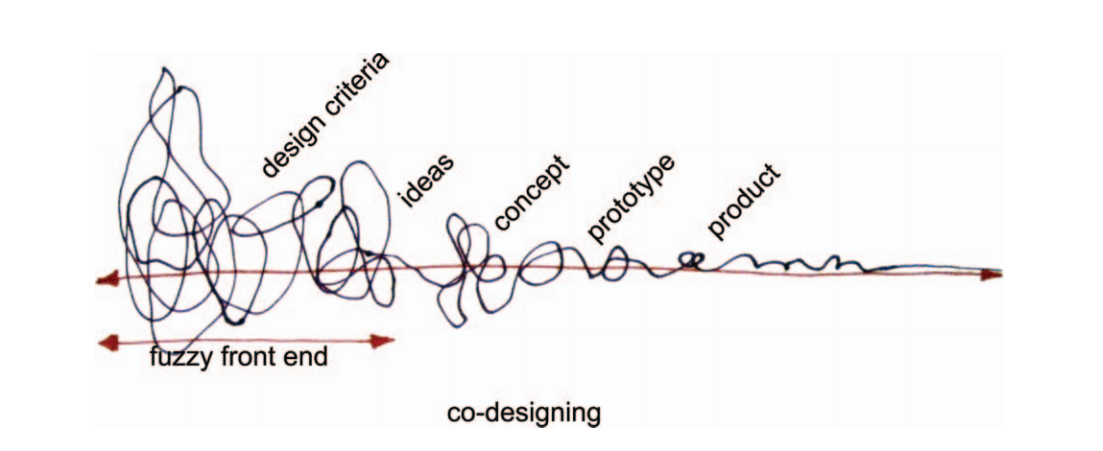 design criteria
ideas
concept
prototype
product
fuzzy front end
co-designing